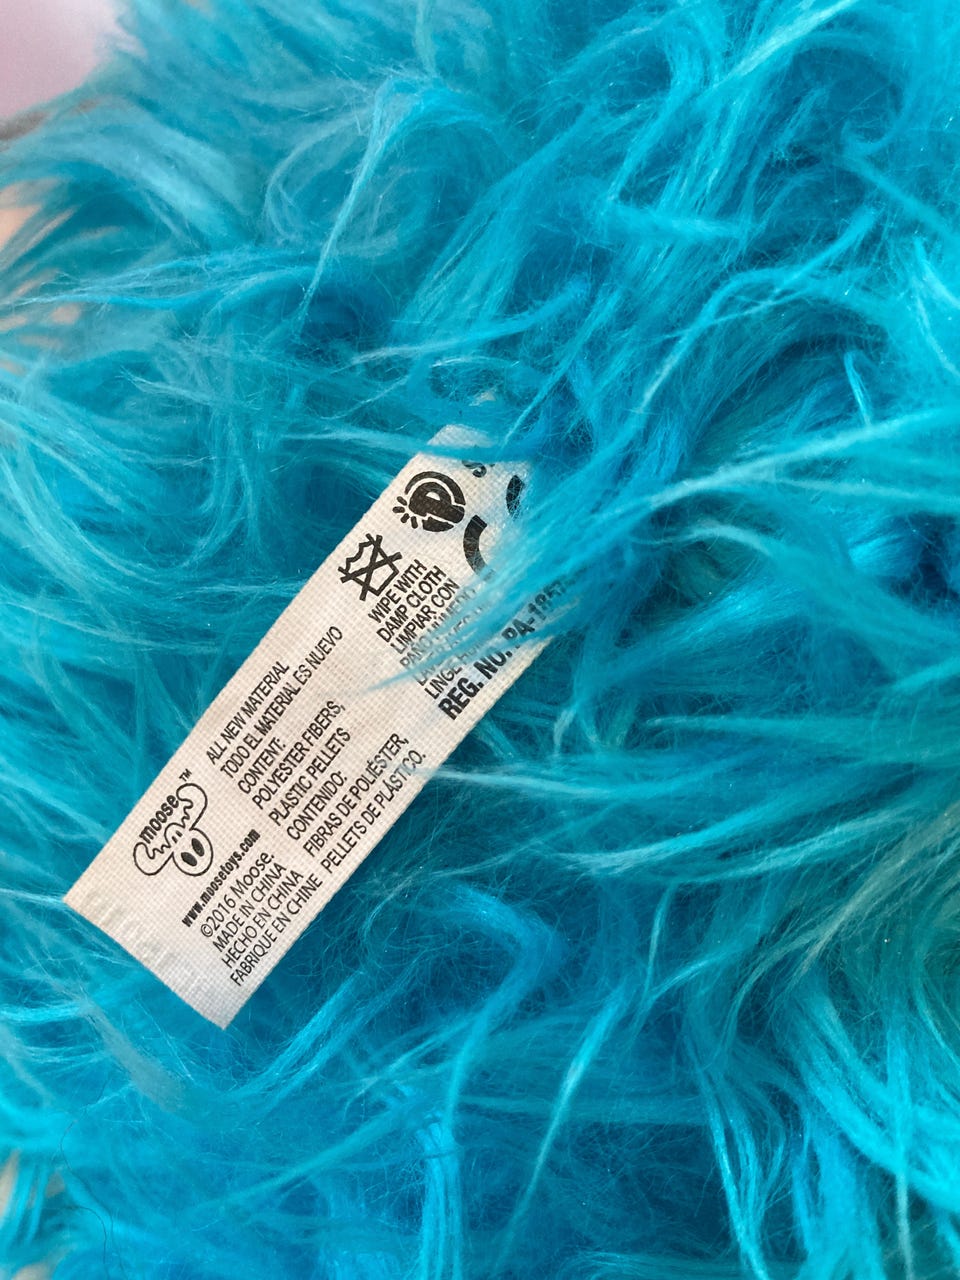 moose™
www.moosetoys.com
©2016 Moose.
MADE IN CHINA
HECHO EN CHINA
FABRIQUE EN CHINE
ALL NEW MATERIAL
TODO EL MATERIAL ES NUEVO
CONTENT:
POLYESTER FIBERS,
PLASTIC PELLETS
CONTENIDO:
FIBRAS DE POLIÉSTER,
PELLETS DE PLÁSTICO.
WIPE WITH
DAMP CLOTH
LIMPIAR CON
REG. NO. PA-